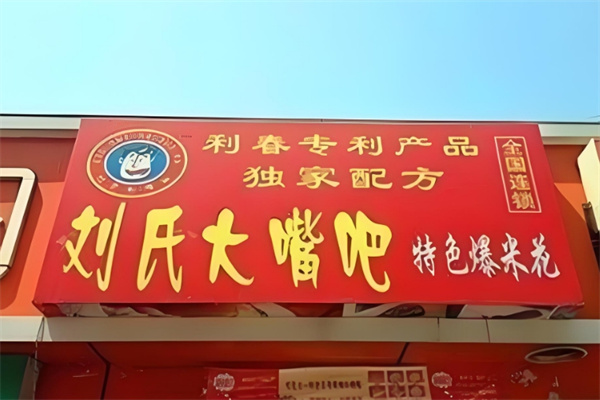 利春专利产品
独家配方
全国连锁
刘氏大嘴吧
特色爆米花